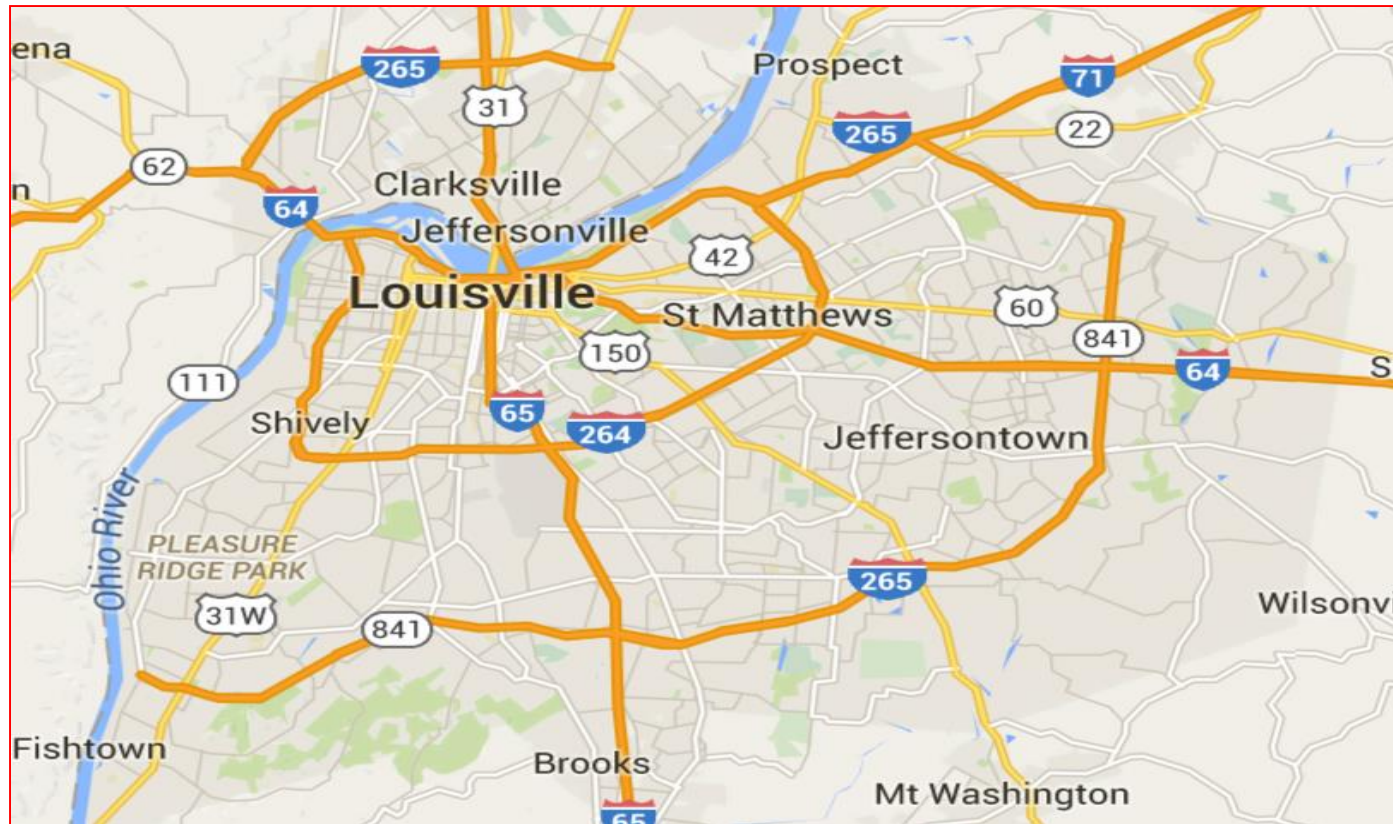 ena
265
Prospect
71
31
265
22
62
n
Clarksville
64
Jeffersonville
42
Louisville
St Matthews
60
841
150
64
S
111
Shively
65
264
Jeffersontown
Ohio River
PLEASURE
RIDGE PARK
265
31W
841
Wilsonvi
Fishtown
Brooks
Mt Washington
65